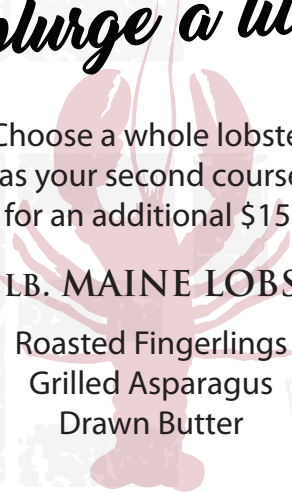 plurge a lit
Choose a whole lobste
as your second course
for an additional $15
LB. MAINE LOBS
Roasted Fingerlings
Grilled Asparagus
Drawn Butter